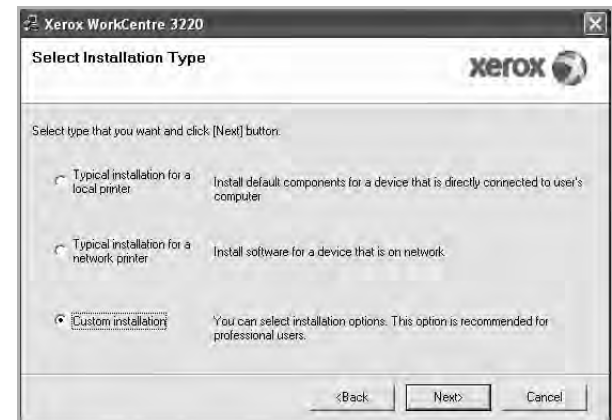 Xerox WorkCentre 3220
Select Installation Type
xerox
Select type that you want and click [Next] button.
Typical installation for a
local printer
Install default components for a device that is directly connected to user's
computer
Typical installation for a
network printer
Install software for a device that is on network
Custom installation
You can select installation options. This option is recommended for
professional users.
<Back
Next>
Cancel